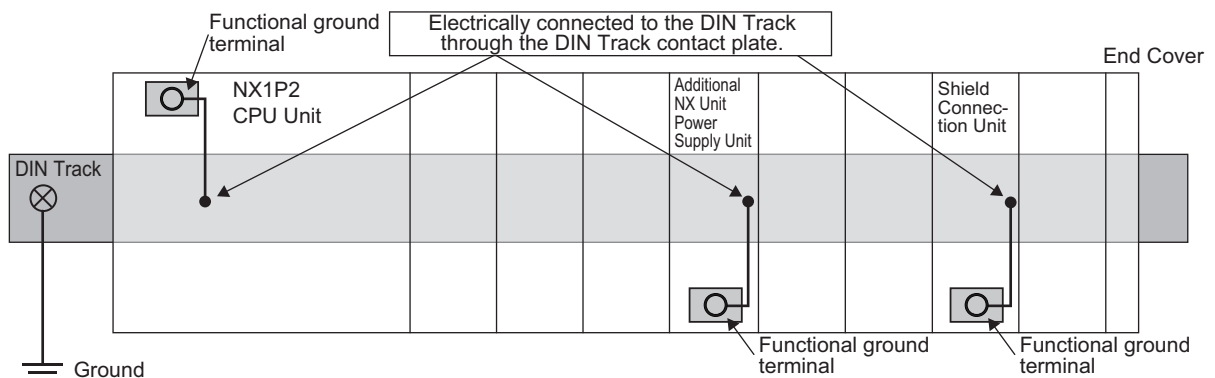 Functional ground
terminal
Electrically connected to the DIN Track
through the DIN Track contact plate.
End Cover
NX1P2
CPU Unit
Additional
NX Unit
Power
Supply Unit
Shield
Connec-
tion Unit
DIN Track
Ground
Functional ground
terminal
Functional ground
terminal